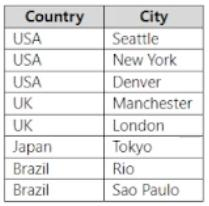 Country City
USA Seattle
USA New York
USA Denver
UK Manchester
UK London
Japan Tokyo
Brazil Rio
Brazil Sao Paulo